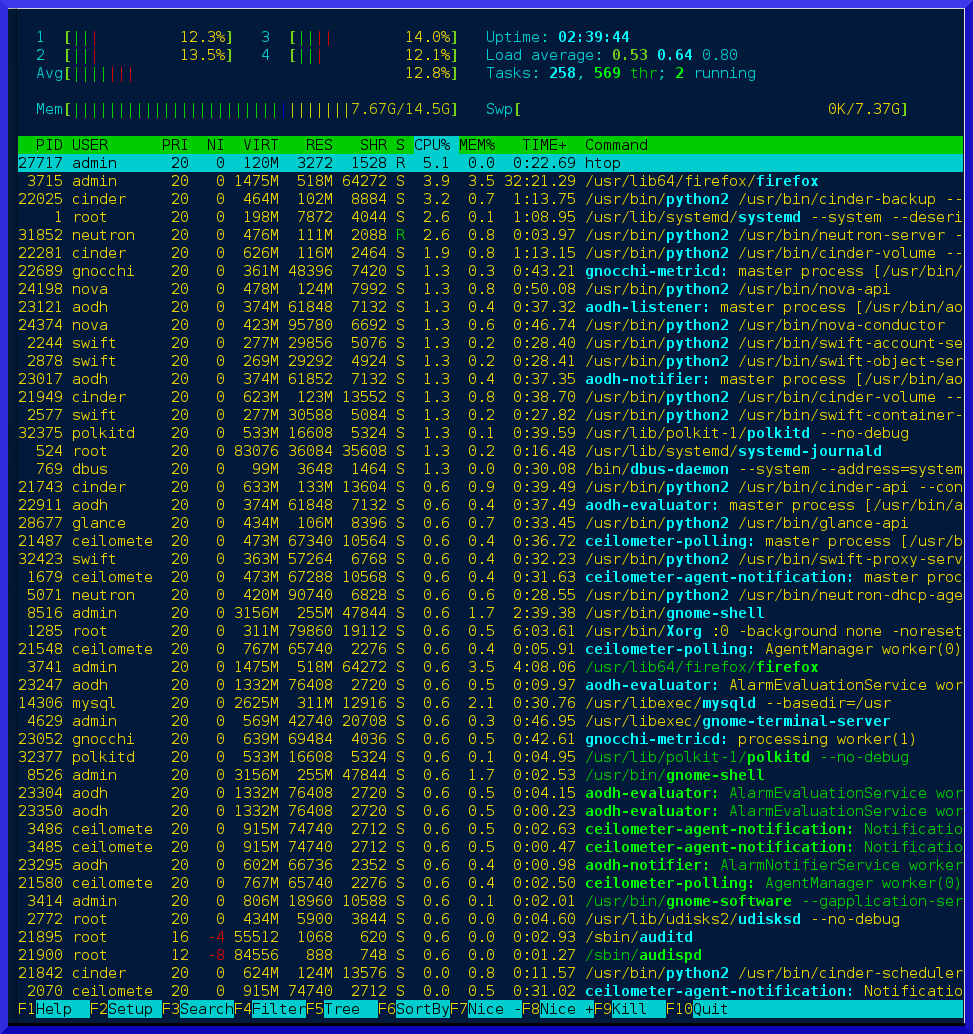 1 [||| 12.3%] 3 [|||| 14.0%] Uptime: 02:39:44
2 [||| 13.5%] 4 [||| 12.1%] Load average: 0.53 0.64 0.80
Avg[||||||| 12.8%] Tasks: 258, 569 thr; 2 running
Mem[||||||||||||||||||||||| |||||||7.67G/14.5G] Swp[ 0K/7.37G]
PID USER PRI NI VIRT RES SHR S CPU% MEM% TIME+ Command
27717 admin 20 0 120M 3272 1528 R 5.1 0.0 0:22.69 htop
3715 admin 20 0 1475M 518M 64272 S 3.9 3.5 32:21.29 /usr/lib64/firefox/firefox
22025 cinder 20 0 464M 102M 8884 S 3.2 0.7 1:13.75 /usr/bin/python2 /usr/bin/cinder-backup --
1 root 20 0 198M 7872 4044 S 2.6 0.1 1:08.95 /usr/lib/systemd/systemd --system --deseri
31852 neutron 20 0 476M 111M 2088 R 2.6 0.8 0:03.97 /usr/bin/python2 /usr/bin/neutron-server -
22281 cinder 20 0 626M 116M 2464 S 1.9 0.8 1:13.15 /usr/bin/python2 /usr/bin/cinder-volume --
22689 gnocchi 20 0 361M 48396 7420 S 1.3 0.3 0:43.21 gnocchi-metricd: master process [/usr/bin/
24198 nova 20 0 478M 124M 7992 S 1.3 0.8 0:50.08 /usr/bin/python2 /usr/bin/nova-api
23121 aodh 20 0 374M 61848 7132 S 1.3 0.4 0:37.32 aodh-listener: master process [/usr/bin/ao
24374 nova 20 0 423M 95780 6692 S 1.3 0.6 0:46.74 /usr/bin/python2 /usr/bin/nova-conductor
2244 swift 20 0 277M 29856 5076 S 1.3 0.2 0:28.40 /usr/bin/python2 /usr/bin/swift-account-se
2878 swift 20 0 269M 29292 4924 S 1.3 0.2 0:28.41 /usr/bin/python2 /usr/bin/swift-object-ser
23017 aodh 20 0 374M 61852 7132 S 1.3 0.4 0:37.35 aodh-notifier: master process [/usr/bin/ao
21949 cinder 20 0 623M 123M 13552 S 1.3 0.8 0:38.70 /usr/bin/python2 /usr/bin/cinder-volume --
2577 swift 20 0 277M 30588 5084 S 1.3 0.2 0:27.82 /usr/bin/python2 /usr/bin/swift-container-
32375 polkitd 20 0 533M 16608 5324 S 1.3 0.1 0:39.59 /usr/lib/polkit-1/polkitd --no-debug
524 root 20 0 83076 36084 35608 S 1.3 0.2 0:16.48 /usr/lib/systemd/systemd-journald
769 dbus 20 0 99M 3648 1464 S 1.3 0.0 0:30.08 /bin/dbus-daemon --system --address=system
21743 cinder 20 0 633M 133M 13604 S 0.6 0.9 0:39.49 /usr/bin/python2 /usr/bin/cinder-api --con
22911 aodh 20 0 374M 61848 7132 S 0.6 0.4 0:37.49 aodh-evaluator: master process [/usr/bin/a
28677 glance 20 0 434M 106M 8396 S 0.6 0.7 0:33.45 /usr/bin/python2 /usr/bin/glance-api
21487 ceilomete 20 0 473M 67340 10564 S 0.6 0.4 0:36.72 ceilometer-polling: master process [/usr/b
32423 swift 20 0 363M 57264 6768 S 0.6 0.4 0:32.23 /usr/bin/python2 /usr/bin/swift-proxy-serv
1679 ceilomete 20 0 473M 67288 10568 S 0.6 0.4 0:31.63 ceilometer-agent-notification: master proc
5071 neutron 20 0 420M 90740 6828 S 0.6 0.6 0:28.55 /usr/bin/python2 /usr/bin/neutron-dhcp-age
8516 admin 20 0 3156M 255M 47844 S 0.6 1.7 2:39.38 /usr/bin/gnome-shell
1285 root 20 0 311M 79860 19112 S 0.6 0.5 6:03.61 /usr/bin/Xorg :0 -background none -noreset
21548 ceilomete 20 0 767M 65740 2276 S 0.6 0.4 0:05.91 ceilometer-polling: AgentManager worker(0)
3741 admin 20 0 1475M 518M 64272 S 0.6 3.5 4:08.06 /usr/lib64/firefox/firefox
23247 aodh 20 0 1332M 76408 2720 S 0.6 0.5 0:09.97 aodh-evaluator: AlarmEvaluationService wor
14306 mysql 20 0 2625M 311M 12916 S 0.6 2.1 0:30.76 /usr/libexec/mysqld --basedir=/usr
4629 admin 20 0 569M 42740 20708 S 0.6 0.3 0:46.95 /usr/libexec/gnome-terminal-server
23052 gnocchi 20 0 639M 69484 4036 S 0.6 0.5 0:42.61 gnocchi-metricd: processing worker(1)
32377 polkitd 20 0 533M 16608 5324 S 0.6 0.1 0:04.95 /usr/lib/polkit-1/polkitd --no-debug
8526 admin 20 0 3156M 255M 47844 S 0.6 1.7 0:02.53 /usr/bin/gnome-shell
23304 aodh 20 0 1332M 76408 2720 S 0.6 0.5 0:04.15 aodh-evaluator: AlarmEvaluationService wor
23350 aodh 20 0 1332M 76408 2720 S 0.6 0.5 0:00.23 aodh-evaluator: AlarmEvaluationService wor
3486 ceilomete 20 0 915M 74740 2712 S 0.6 0.5 0:02.63 ceilometer-agent-notification: Notificatio
3485 ceilomete 20 0 915M 74740 2712 S 0.6 0.5 0:00.47 ceilometer-agent-notification: Notificatio
23295 aodh 20 0 602M 66736 2352 S 0.6 0.4 0:00.98 aodh-notifier: AlarmNotifierService worker
21580 ceilomete 20 0 767M 65740 2276 S 0.6 0.4 0:02.50 ceilometer-polling: AgentManager worker(0)
3414 admin 20 0 806M 18960 10588 S 0.6 0.1 0:02.01 /usr/bin/gnome-software --gapplication-ser
2772 root 20 0 434M 5900 3844 S 0.6 0.0 0:04.60 /usr/lib/udisks2/udisksd --no-debug
21895 root 16 -4 55512 1068 620 S 0.6 0.0 0:02.93 /sbin/auditd
21900 root 12 -8 84556 888 748 S 0.6 0.0 0:01.27 /sbin/audispd
21842 cinder 20 0 624M 124M 13576 S 0.0 0.8 0:11.57 /usr/bin/python2 /usr/bin/cinder-scheduler
2070 ceilomete 20 0 915M 74740 2712 S 0.0 0.5 0:31.02 ceilometer-agent-notification: Notificatio
F1Help F2Setup F3SearchF4FilterF5Tree F6SortByF7Nice -F8Nice +F9Kill F10Quit